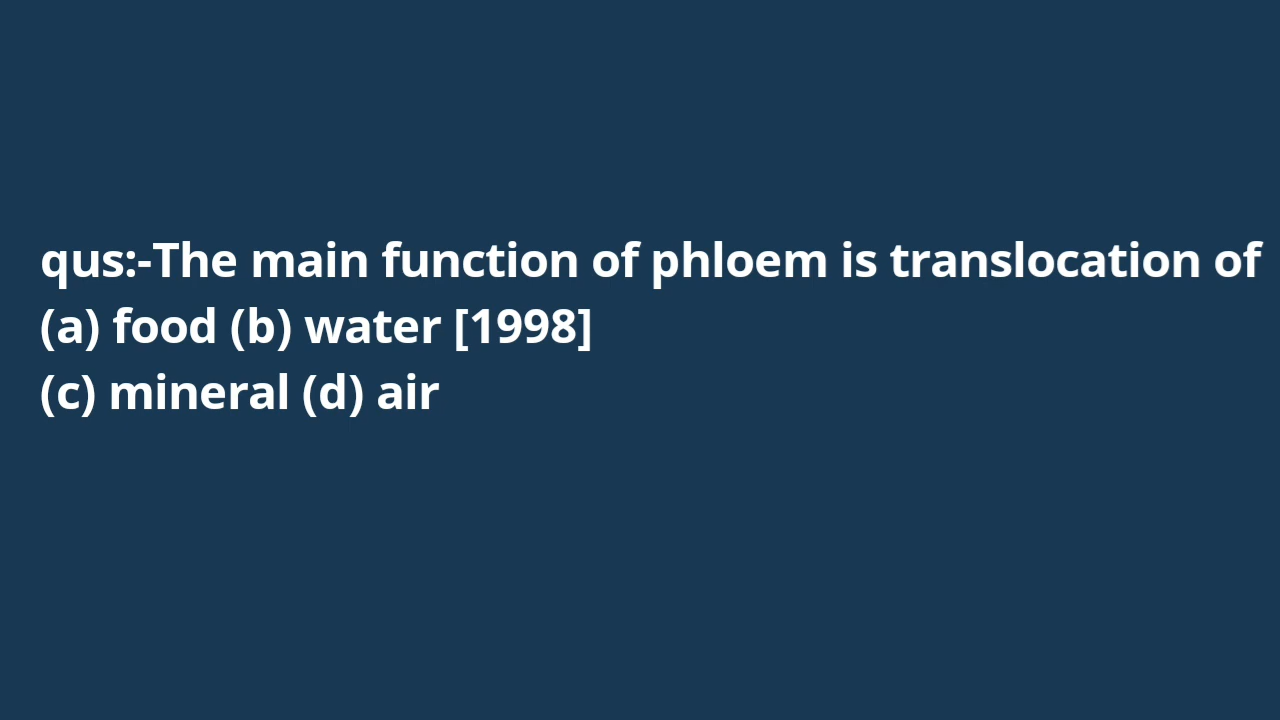 qus:-The main function of phloem is translocation of
(a) food (b) water [1998]
(c) mineral (d) air